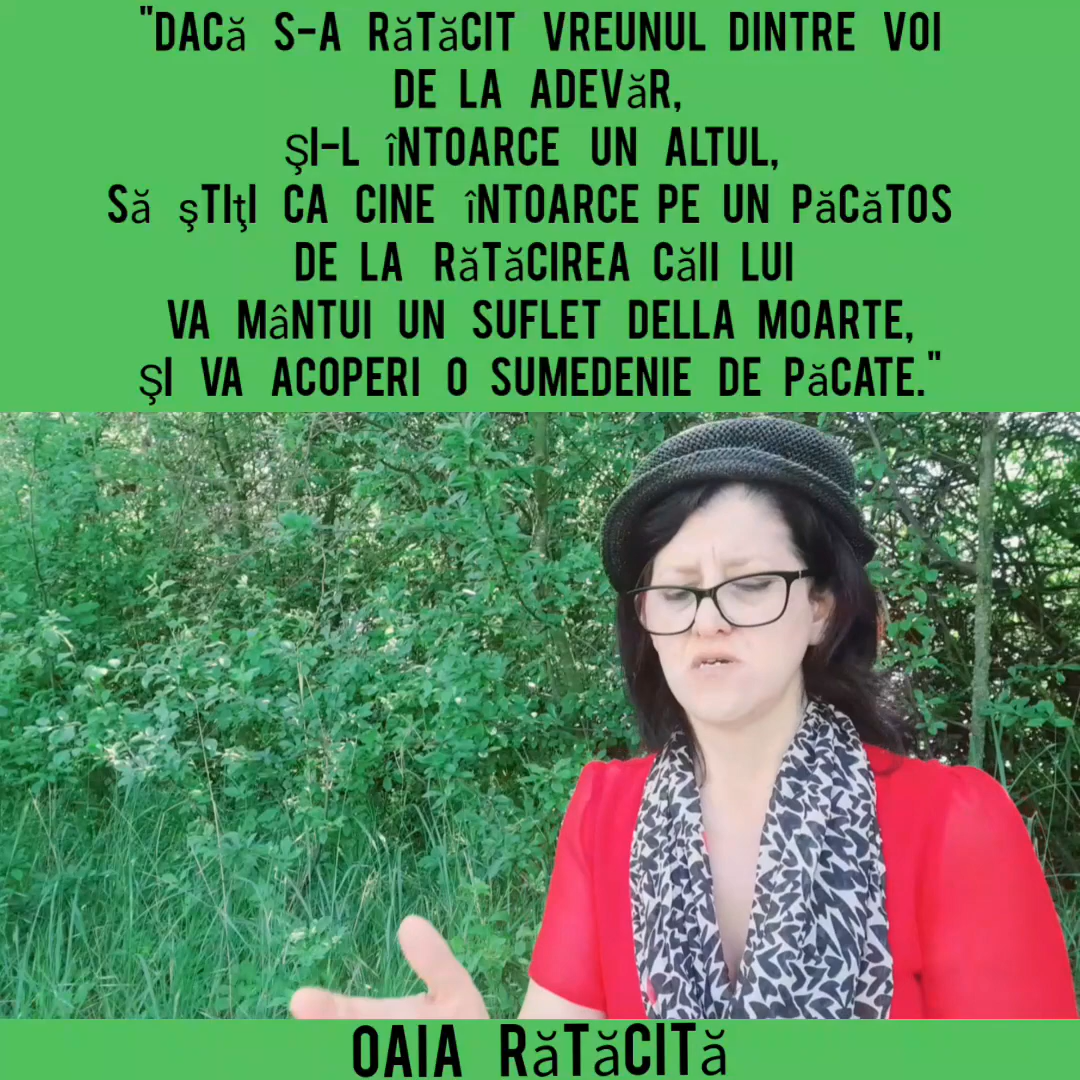 "DACă S-A RăTăCIT VREUNUL DINTRE VOI
DE LA ADEVăR,
ŞI-L îNTOARCE UN ALTUL,
Să şTIţI CA CINE îNTOARCE PE UN PăCăTOS
DE LA RăTăCIREA CăII LUI
VA MâNTUI UN SUFLET DELLA MOARTE,
ŞI VA ACOPERI O SUMEDENIE DE PăCATE."
OAIA RăTăCITă